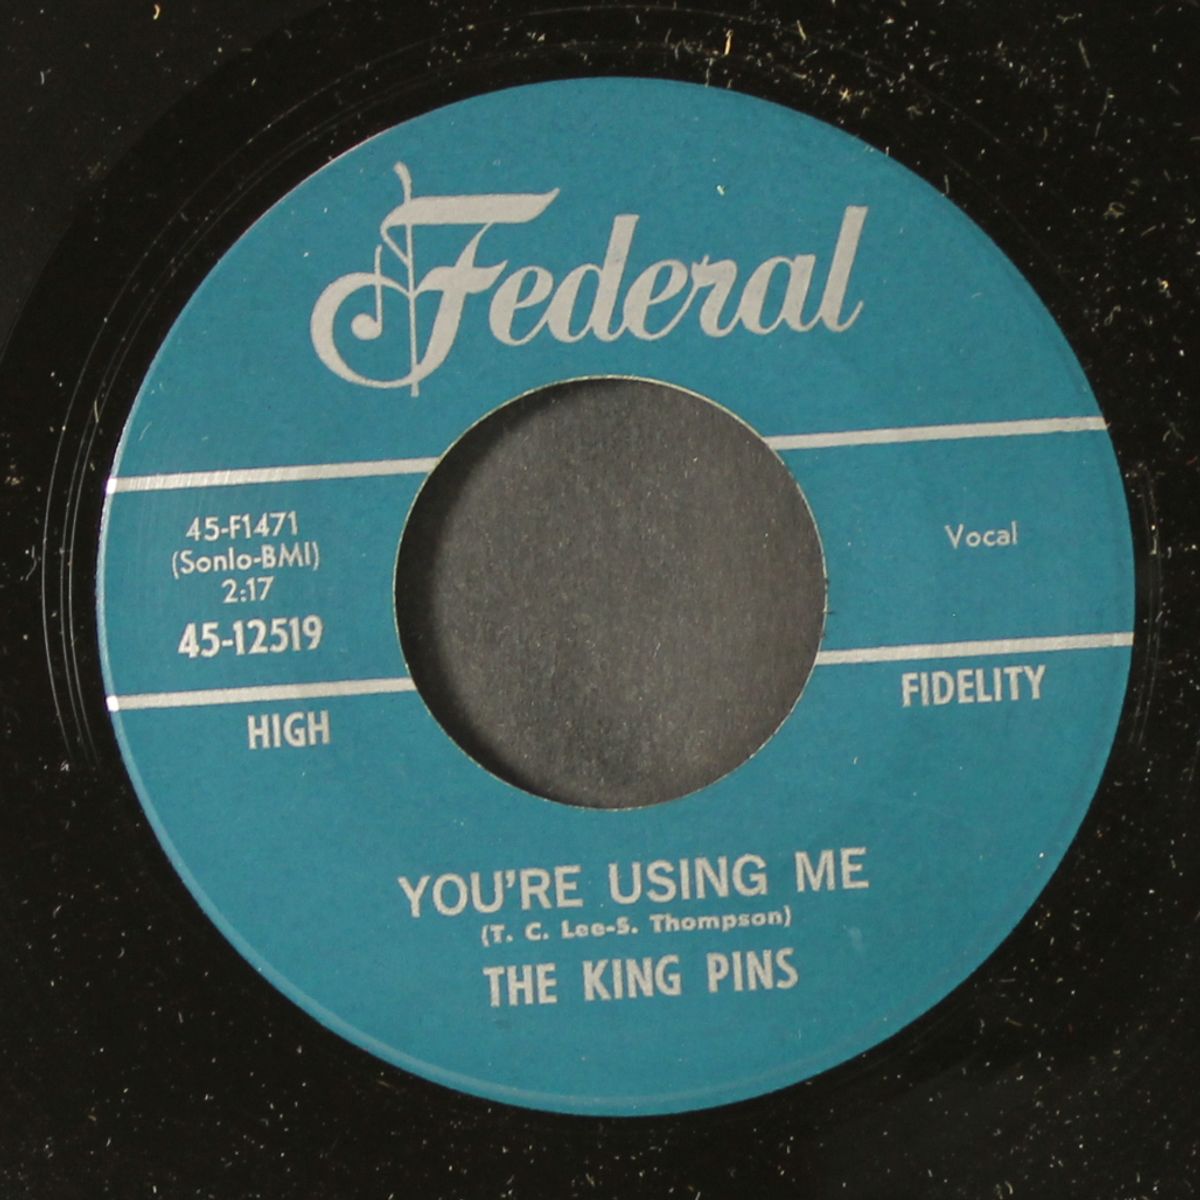 Federal
45-F1471
(Sonlo-BMI)
2:17
45-12519
Vocal
HIGH FIDELITY
YOU'RE USING ME
(T. C. Lee-S. Thompson)
THE KING PINS